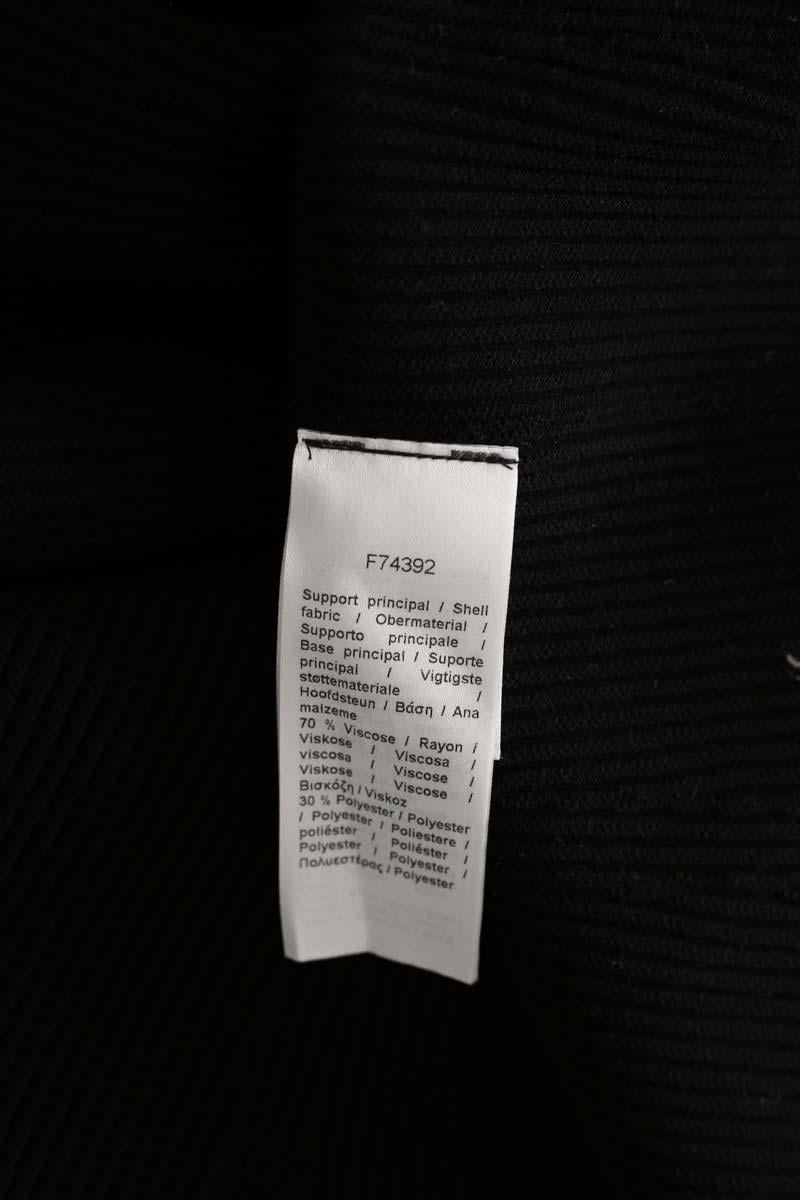 F74392
Support principal / Shell
fabric / Obermaterial /
Supporto principale /
Base principal / Suporte
principal / Vigtigste
støttemateriale /
Hoofdsteun / Βάση / Ana
malzeme
70 % Viscose / Rayon /
Viskose / Viscosa /
viscosa / Viscose /
Viskose / Viscose /
Βισκόζη / Viskoz
30 % Polyester / Polyester
/ Polyester / Poliestere /
poliéster / Poliéster /
Polyester / Polyester /
Πολυεστέρας / Polyester